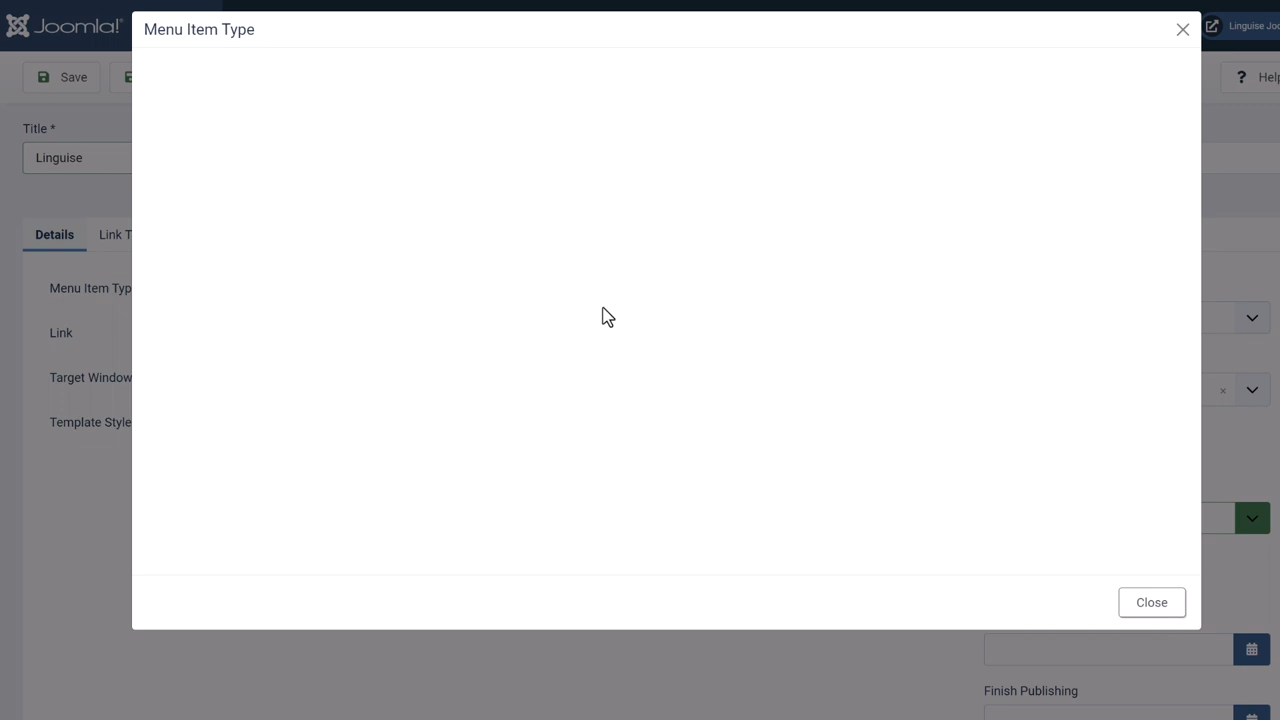 Joomla!®
Menu Item Type
Linguise Joo
Save
Help
Title *
Linguise
Details
Link T
Menu Item Typ
Link
Target Window
Template Style
Close
Finish Publishing